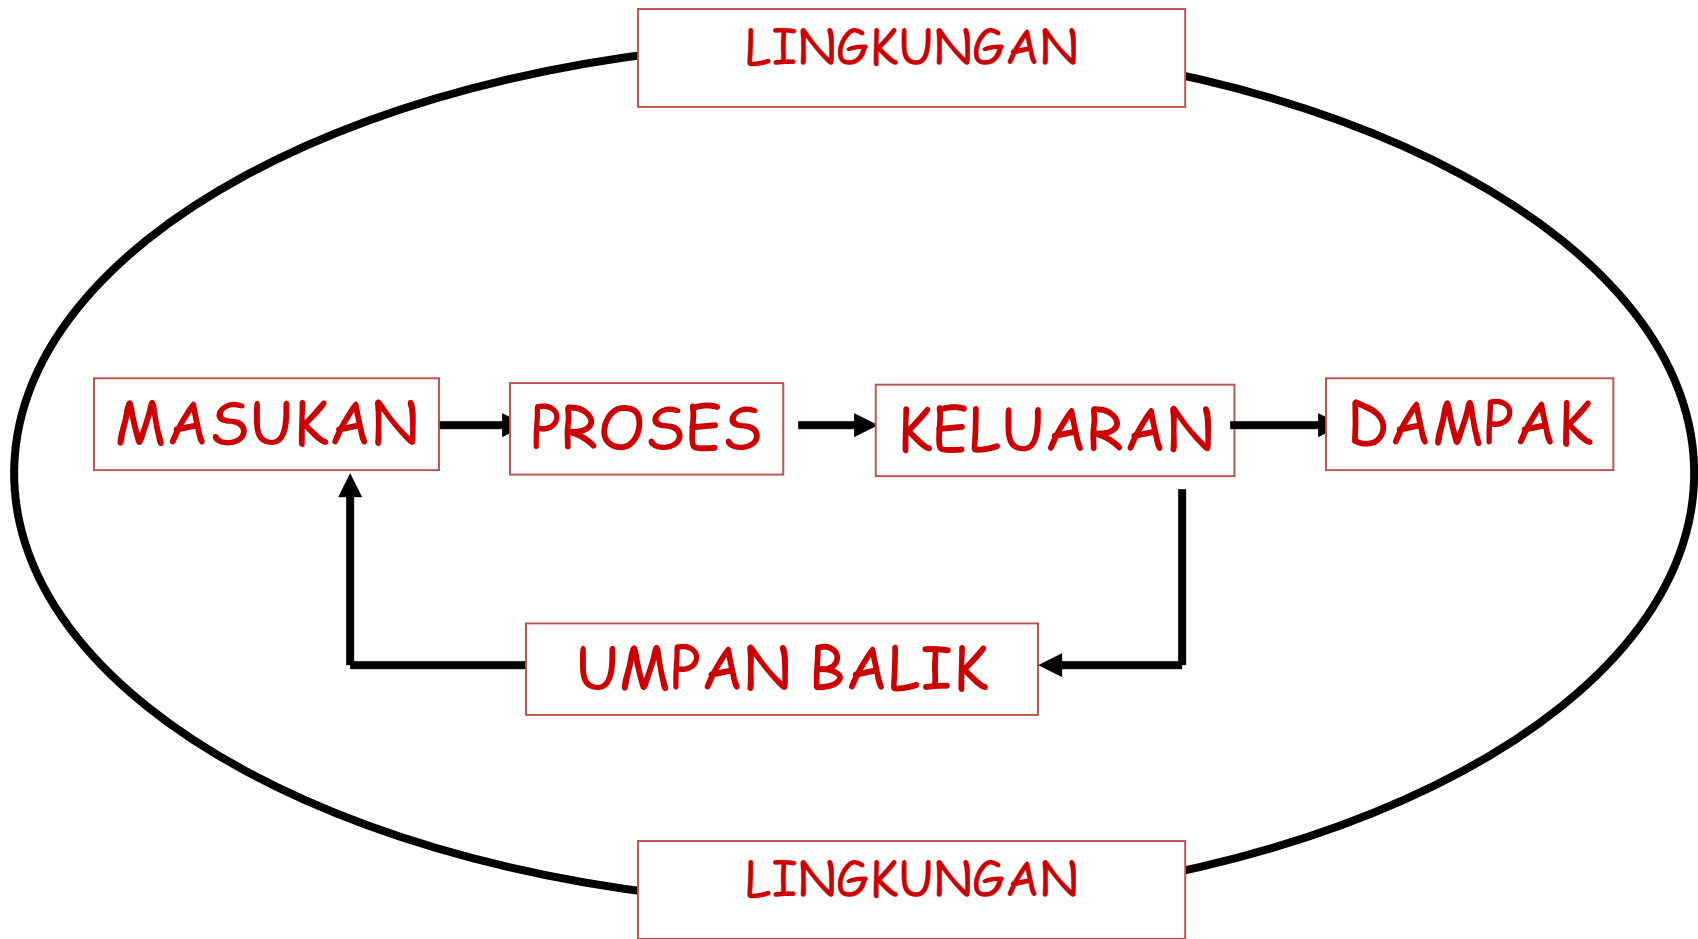 LINGKUNGAN
MASUKAN
PROSES
KELUARAN
DAMPAK
UMPAN BALIK
LINGKUNGAN